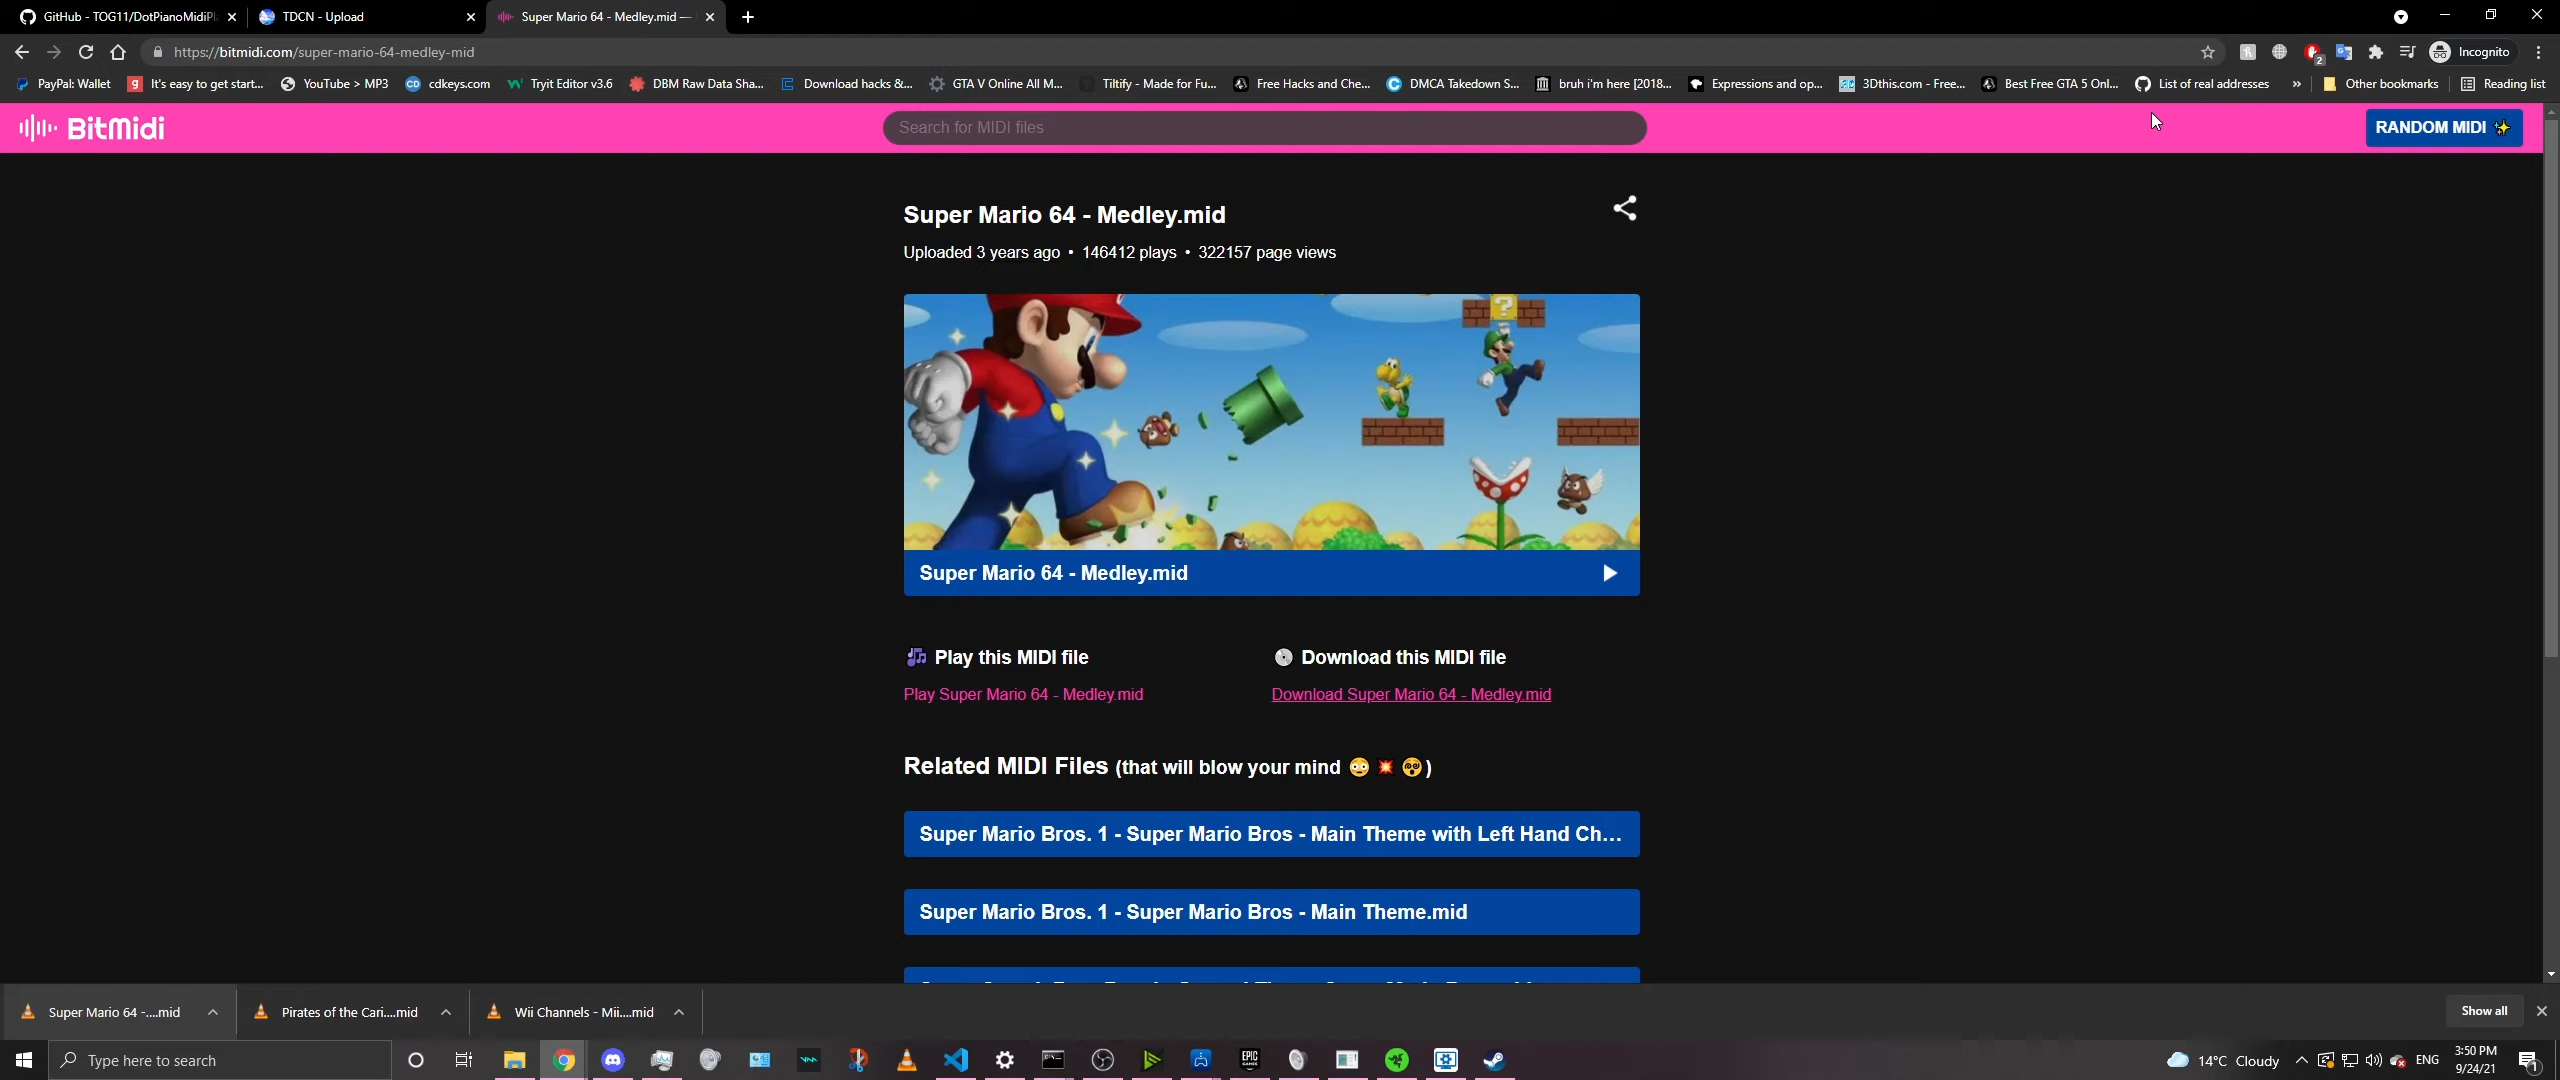 GitHub - TOG11/DotPianoMidiPl
TDCN - Upload
Super Mario 64 - Medley.mid —
https://bitmidi.com/super-mario-64-medley-mid
2
Incognito
PayPal: Wallet
It's easy to get start...
YouTube > MP3
cdkeys.com
Tryit Editor v3.6
DBM Raw Data Sha...
Download hacks &...
GTA V Online All M...
Tiltify - Made for Fu...
Free Hacks and Che...
DMCA Takedown S...
bruh i'm here [2018...
Expressions and op...
3Dthis.com - Free...
Best Free GTA 5 Onl...
List of real addresses
»
Other bookmarks
Reading list
BitMidi
Search for MIDI files
RANDOM MIDI ✨
Super Mario 64 - Medley.mid
Uploaded 3 years ago • 146412 plays • 322157 page views
?
Super Mario 64 - Medley.mid
🎶 Play this MIDI file
Play Super Mario 64 - Medley.mid
💿 Download this MIDI file
Download Super Mario 64 - Medley.mid
Related MIDI Files (that will blow your mind 😳 💥 😵)
Super Mario Bros. 1 - Super Mario Bros - Main Theme with Left Hand Ch...
Super Mario Bros. 1 - Super Mario Bros - Main Theme.mid
Super Mario 64 -....mid
Pirates of the Cari....mid
Wii Channels - Mii....mid
Show all
Type here to search
EPIC GAMES
14°C Cloudy
ENG
3:50 PM
9/24/21
1